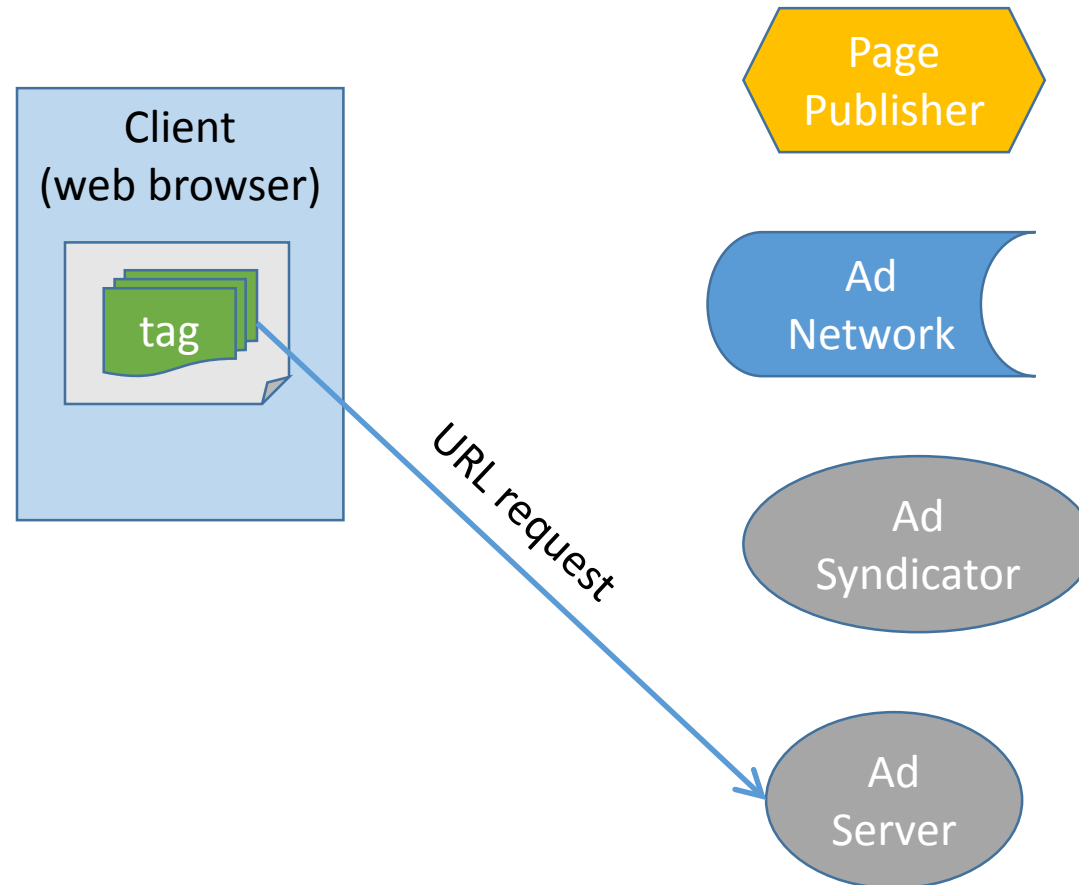 Client
(web browser)
tag
URL request
Page
Publisher
Ad
Network
Ad
Syndicator
Ad
Server